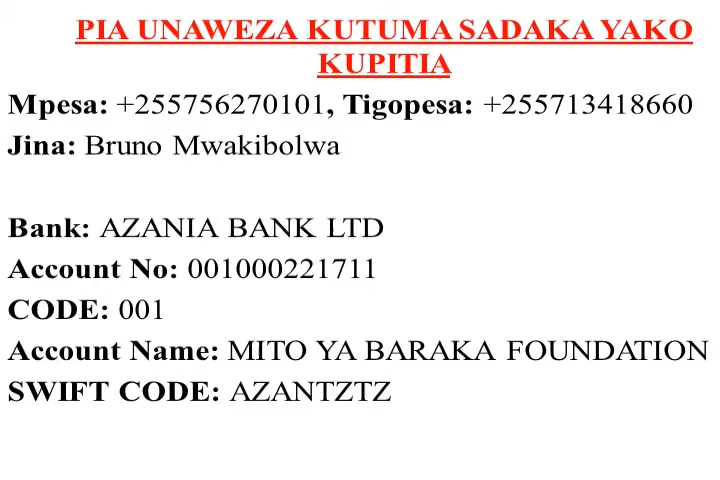 PIA UNAWEZA KUTUMA SADAKA YAKO
KUPITIA
Mpesa: +255756270101, Tigopesa: +255713418660
Jina: Bruno Mwakibolwa
Bank: AZANIA BANK LTD
Account No: 001000221711
CODE: 001
Account Name: MITO YA BARAKA FOUNDATION
SWIFT CODE: AZANTZTZ